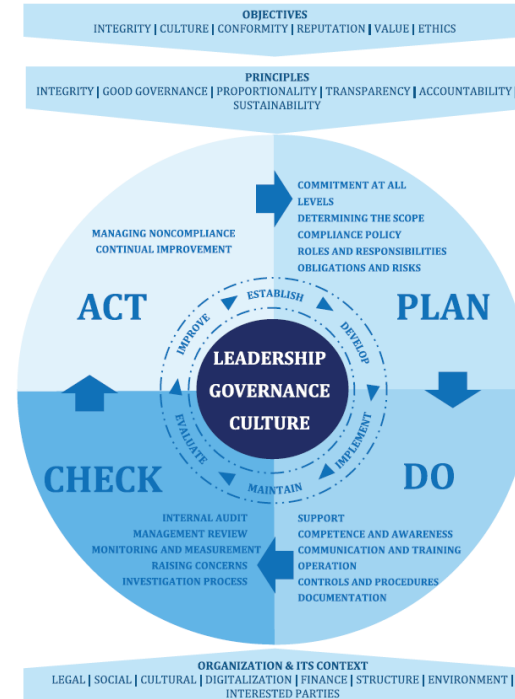 OBJECTIVES
INTEGRITY | CULTURE | CONFORMITY | REPUTATION | VALUE | ETHICS
PRINCIPLES
INTEGRITY | GOOD GOVERNANCE | PROPORTIONALITY | TRANSPARENCY | ACCOUNTABILITY |
SUSTAINABILITY
MANAGING NONCOMPLIANCE
CONTINUAL IMPROVEMENT
ACT
COMMITMENT AT ALL
LEVELS
DETERMINING THE SCOPE
COMPLIANCE POLICY
ROLES AND RESPONSIBILITIES
OBLIGATIONS AND RISKS
PLAN
ESTABLISH
DEVELOP
IMPLEMENT
MAINTAIN
EVALUATE
IMPROVE
LEADERSHIP
GOVERNANCE
CULTURE
CHECK
INTERNAL AUDIT
MANAGEMENT REVIEW
MONITORING AND MEASUREMENT
RAISING CONCERNS
INVESTIGATION PROCESS
DO
SUPPORT
COMPETENCE AND AWARENESS
COMMUNICATION AND TRAINING
OPERATION
CONTROLS AND PROCEDURES
DOCUMENTATION
ORGANIZATION & ITS CONTEXT
LEGAL | SOCIAL | CULTURAL | DIGITALIZATION | FINANCE | STRUCTURE | ENVIRONMENT |
INTERESTED PARTIES